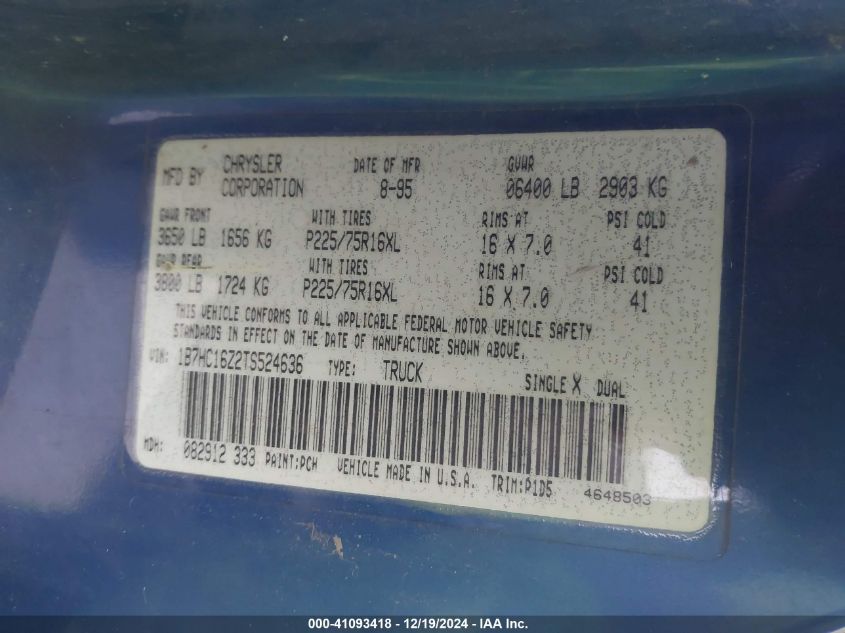 MFD BY CHRYSLER CORPORATION DATE OF MFR 8-95 GVWR 06400 LB 2903 KG
GAWR FRONT WITH TIRES RIMS AT PSI COLD
3650 LB 1656 KG P225/75R16XL 16 X 7.0 41
GAWR REAR WITH TIRES RIMS AT PSI COLD
3800 LB 1724 KG P225/75R16XL 16 X 7.0 41
THIS VEHICLE CONFORMS TO ALL APPLICABLE FEDERAL MOTOR VEHICLE SAFETY
STANDARDS IN EFFECT ON THE DATE OF MANUFACTURE SHOWN ABOVE.
VIN: 1B7HC16Z2TS524636 TYPE: TRUCK SINGLE X DUAL
MDH: 082912 333 PAINT:PCH VEHICLE MADE IN U.S.A. TRIM:P1D5 4648503
000-41093418 - 12/19/2024 - IAA Inc.